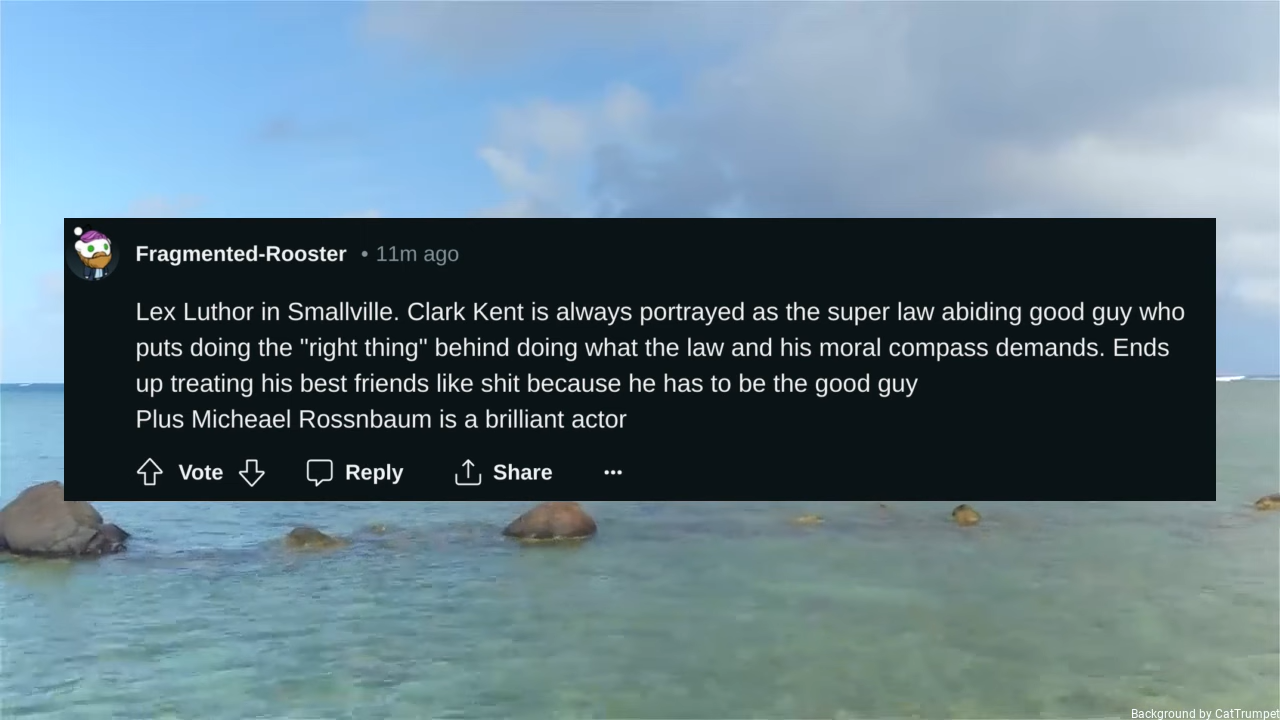 Fragmented-Rooster • 11m ago
Lex Luthor in Smallville. Clark Kent is always portrayed as the super law abiding good guy who
puts doing the "right thing" behind doing what the law and his moral compass demands. Ends
up treating his best friends like shit because he has to be the good guy
Plus Micheael Rossnbaum is a brilliant actor
Vote Reply Share ...
Background by CatTrumpet